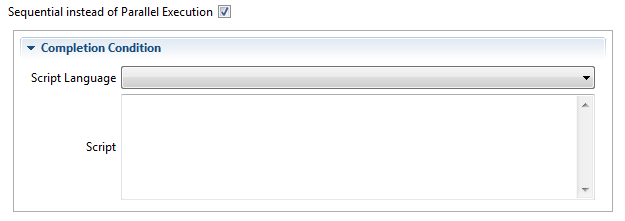 Sequential instead of Parallel Execution
Completion Condition
Script Language
Script